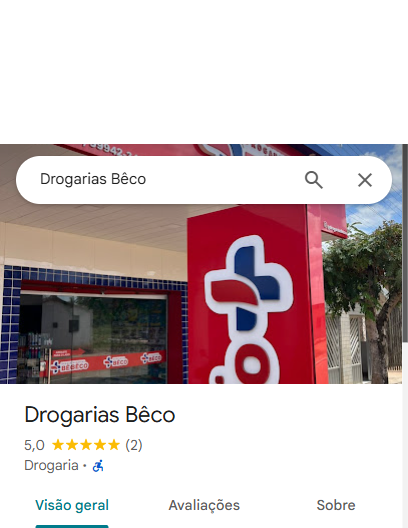 Drogarias Bêco
Drogarias Bêco
5,0 (2)
Drogaria ·
Visão geral
Avaliações
Sobre